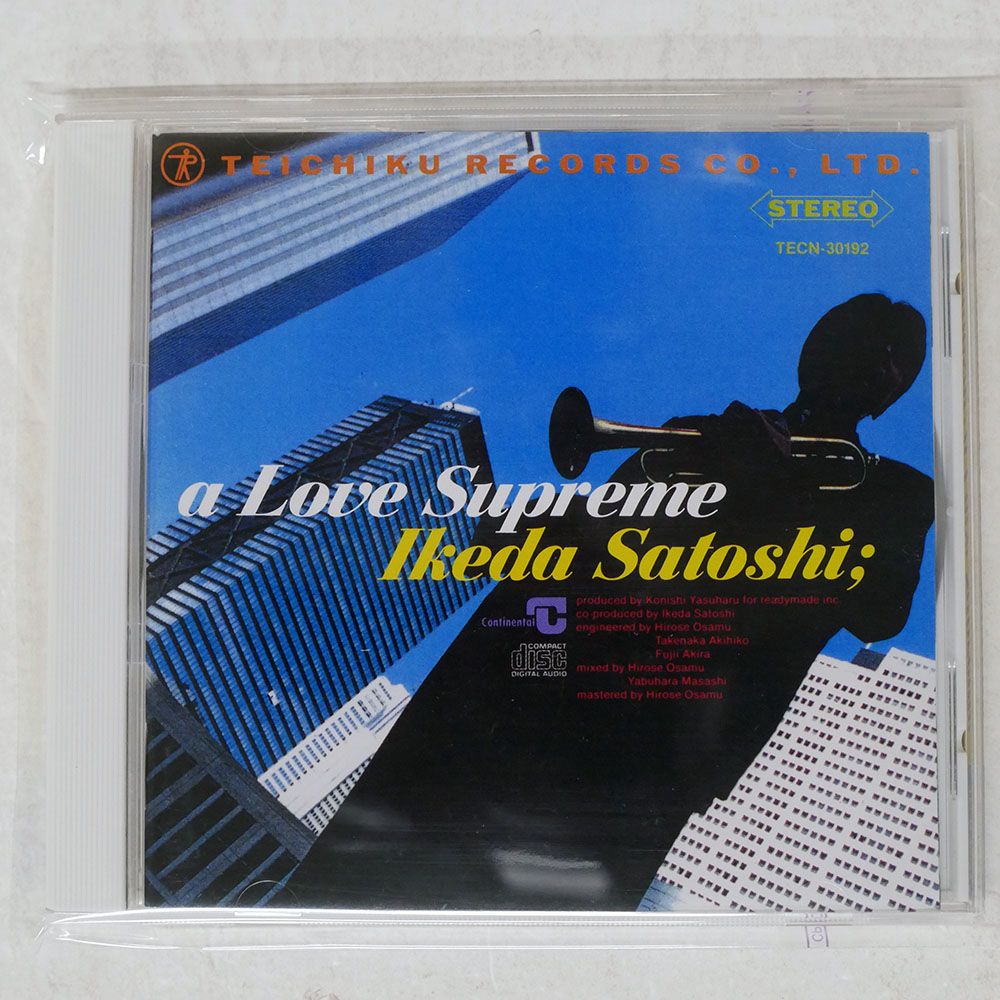 TEICHIKU RECORDS CO., LTD.
STEREO
TECN-30192
a Love Supreme
Ikeda Satoshi;
Continental
COMPACT
disc
DIGITAL AUDIO
produced by Konishi Yasuharu for readymade inc.
co-produced by Ikeda Satoshi
engineered by Hirose Osamu
Takenaka Akihiko
Fujii Akira
mixed by Hirose Osamu
Yabuhara Masashi
mastered by Hirose Osamu